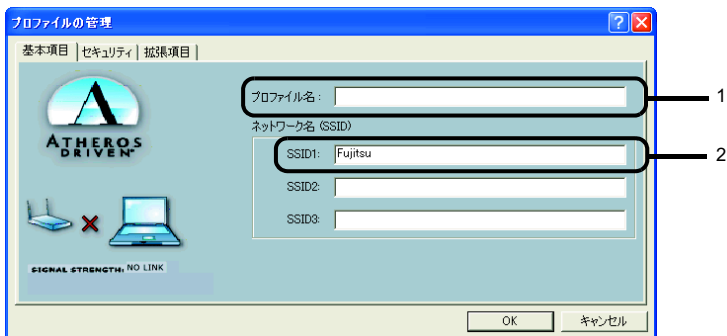 プロファイルの管理
基本項目 セキュリティ 拡張項目
プロファイル名:
1
ネットワーク名 (SSID)
ATHEROS
DRIVEN
SSID1: Fujitsu
2
SSID2:
SSID3:
SIGNAL STRENGTH: NO LINK
OK キャンセル